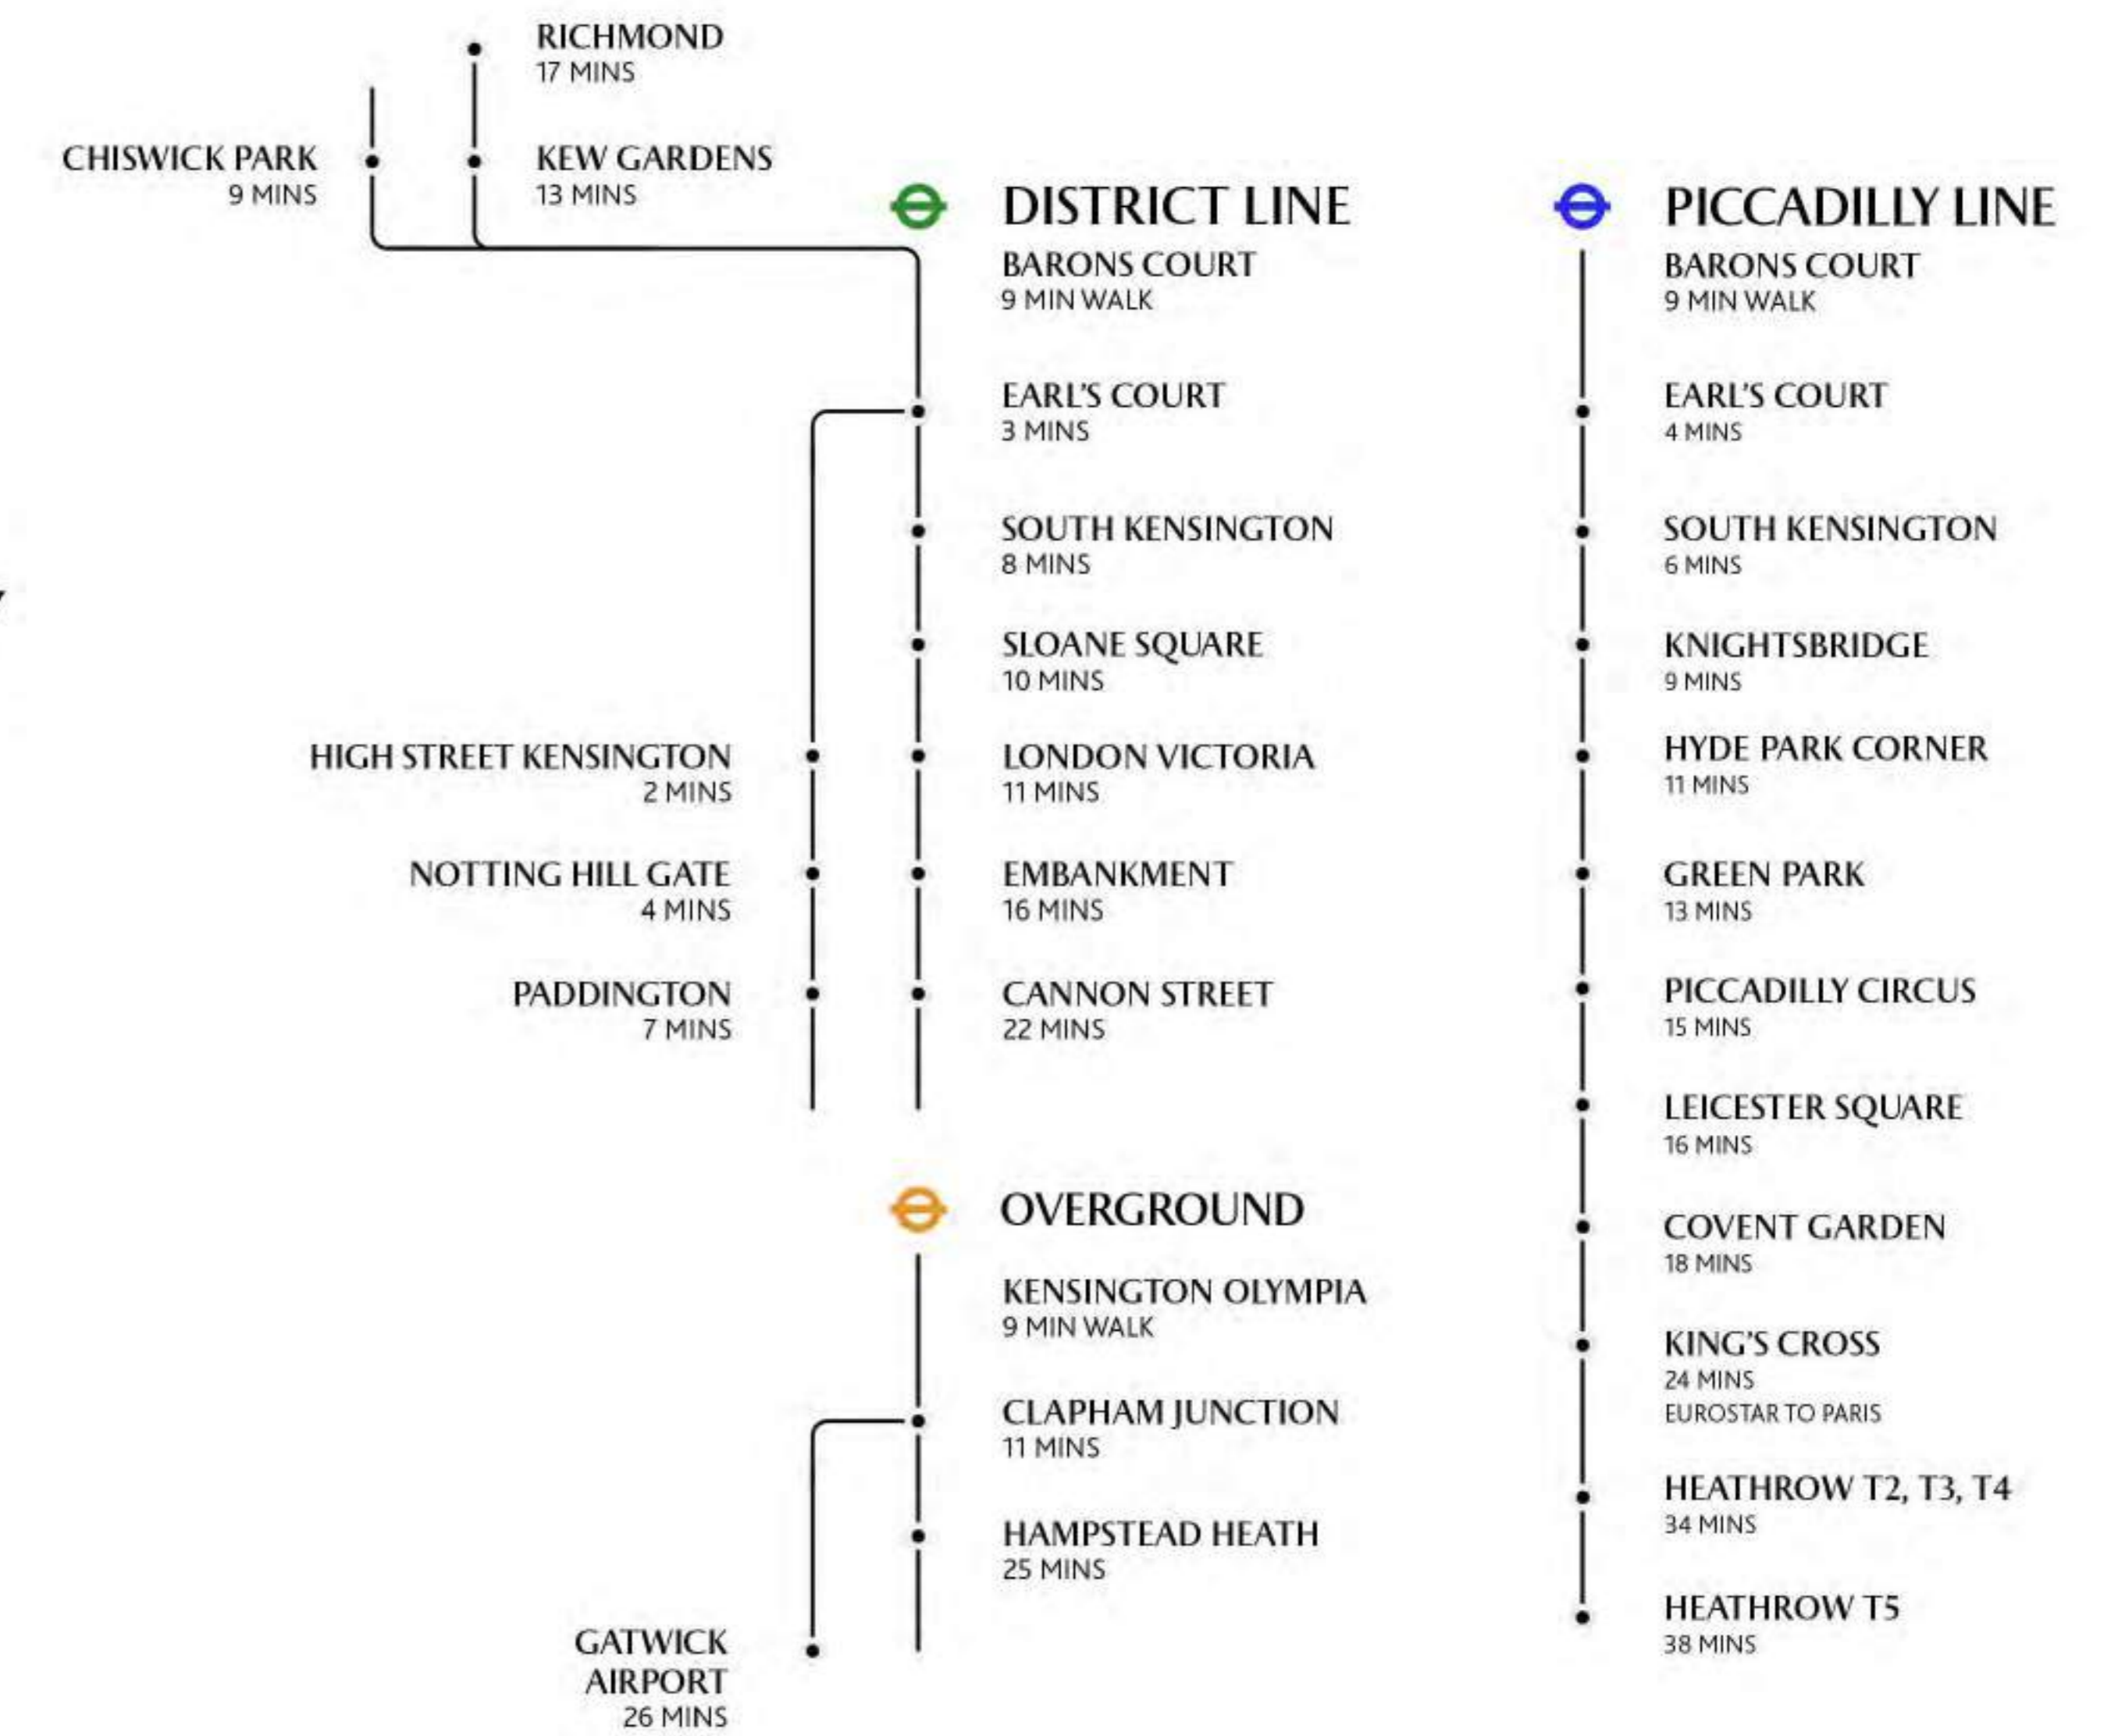 RICHMOND
17 MINS
CHISWICK PARK
9 MINS
KEW GARDENS
13 MINS
DISTRICT LINE
BARONS COURT
9 MIN WALK
EARL'S COURT
3 MINS
SOUTH KENSINGTON
8 MINS
SLOANE SQUARE
10 MINS
LONDON VICTORIA
11 MINS
EMBANKMENT
16 MINS
CANNON STREET
22 MINS
HIGH STREET KENSINGTON
2 MINS
NOTTING HILL GATE
4 MINS
PADDINGTON
7 MINS
OVERGROUND
KENSINGTON OLYMPIA
9 MIN WALK
CLAPHAM JUNCTION
11 MINS
HAMPSTEAD HEATH
25 MINS
GATWICK
AIRPORT
26 MINS
PICCADILLY LINE
BARONS COURT
9 MIN WALK
EARL'S COURT
4 MINS
SOUTH KENSINGTON
6 MINS
KNIGHTSBRIDGE
9 MINS
HYDE PARK CORNER
11 MINS
GREEN PARK
13 MINS
PICCADILLY CIRCUS
15 MINS
LEICESTER SQUARE
16 MINS
COVENT GARDEN
18 MINS
KING'S CROSS
24 MINS
EUROSTAR TO PARIS
HEATHROW T2, T3, T4
34 MINS
HEATHROW T5
38 MINS